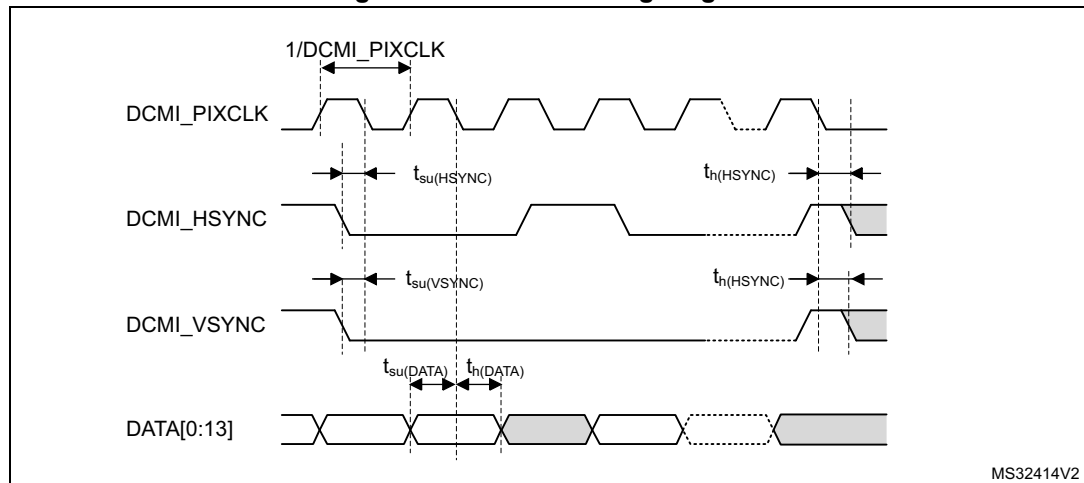 1/DCMI_PIXCLK
DCMI_PIXCLK
tsu(HSYNC)
th(HSYNC)
DCMI_HSYNC
tsu(VSYNC)
th(HSYNC)
DCMI_VSYNC
tsu(DATA) th(DATA)
DATA[0:13]
MS32414V2